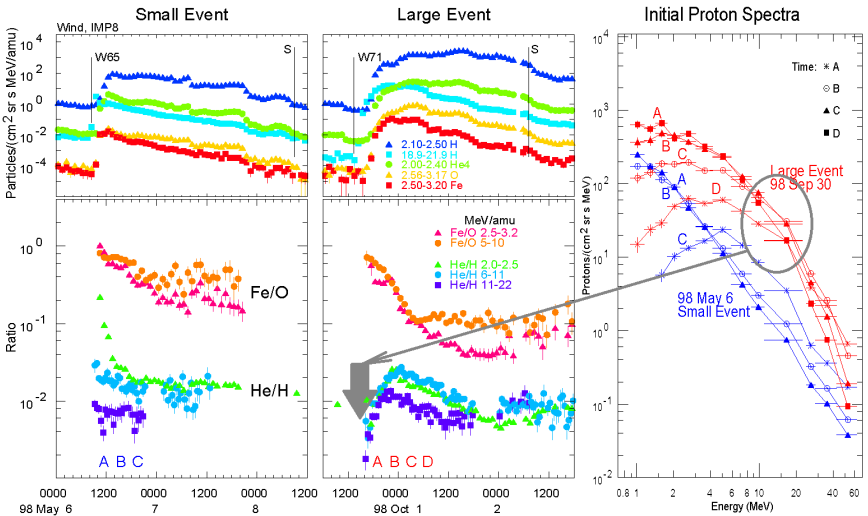 Small Event
Large Event
Initial Proton Spectra
Wind, IMP8
W65
S
W71
S
Particles/(cm2 sr s MeV/amu)
10^4
10^2
10^0
10^-2
10^-4
2.10-2.50 H
18.9-21.9 H
2.00-2.40 He4
2.56-3.17 O
2.50-3.20 Fe
Ratio
10^0
10^-1
10^-2
Fe/O
He/H
A B C
MeV/amu
Fe/O 2.5-3.2
Fe/O 5-10
He/H 2.0-2.5
He/H 6-11
He/H 11-22
A B C D
0000 1200 0000 1200 0000 1200
98 May 6 7 8
1200 0000 1200 0000 1200
98 Oct 1 2
Protons/(cm2 sr s MeV)
10^4
10^3
10^2
10^1
10^0
10^-1
10^-2
Time: A
B
C
D
A
B
C
D
A
B
C
Large Event
98 Sep 30
98 May 6
Small Event
0.8 1 2 4 6 8 10 20 40 60
Energy (MeV)